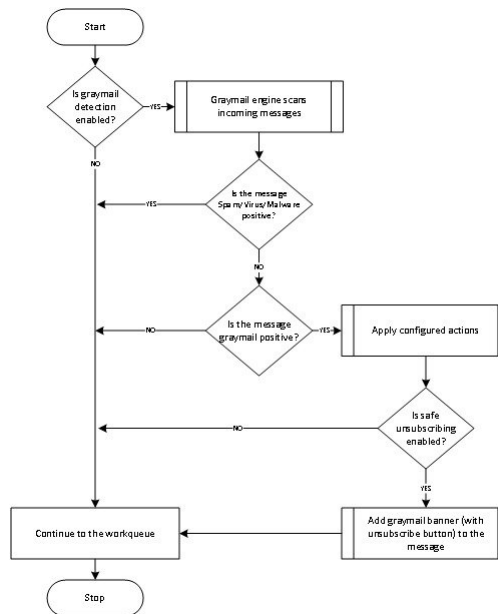 Start
Is graymail
detection
enabled?
YES
Graymail engine scans
incoming messages
NO
Is the message
Spam/Virus/Malware
positive?
YES
NO
Is the message
graymail positive?
NO
YES
Apply configured actions
Is safe
unsubscribing
enabled?
NO
YES
Continue to the workqueue
Add graymail banner (with
unsubscribe button) to the
message
Stop